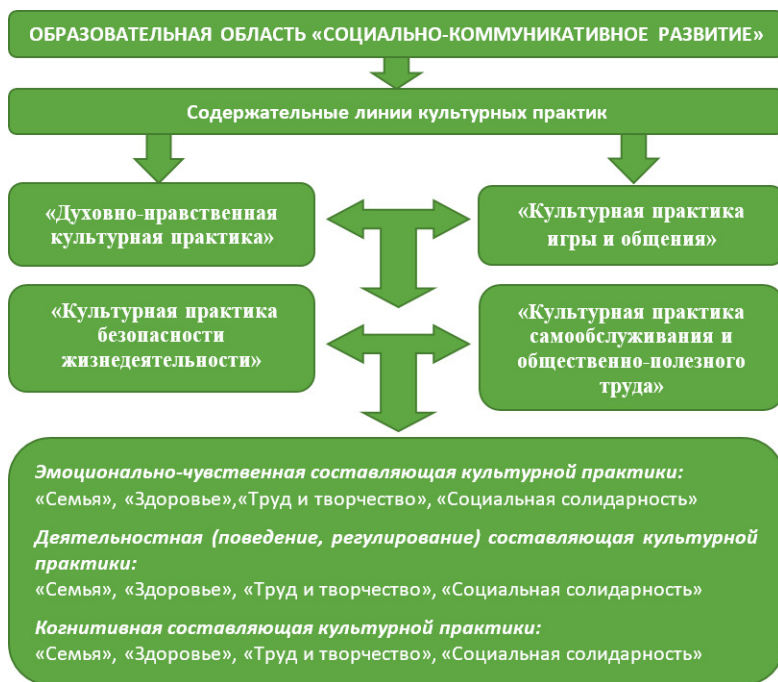 ОБРАЗОВАТЕЛЬНАЯ ОБЛАСТЬ «СОЦИАЛЬНО-КОММУНИКАТИВНОЕ РАЗВИТИЕ»
Содержательные линии культурных практик
«Духовно-нравственная
культурная практика»
«Культурная практика
игры и общения»
«Культурная практика
безопасности
жизнедеятельности»
«Культурная практика
самообслуживания и
общественно-полезного
труда»
Эмоционально-чувственная составляющая культурной практики:
«Семья», «Здоровье»,«Труд и творчество», «Социальная солидарность»
Деятельностная (поведение, регулирование) составляющая культурной
практики:
«Семья», «Здоровье», «Труд и творчество», «Социальная солидарность»
Когнитивная составляющая культурной практики:
«Семья», «Здоровье», «Труд и творчество», «Социальная солидарность»